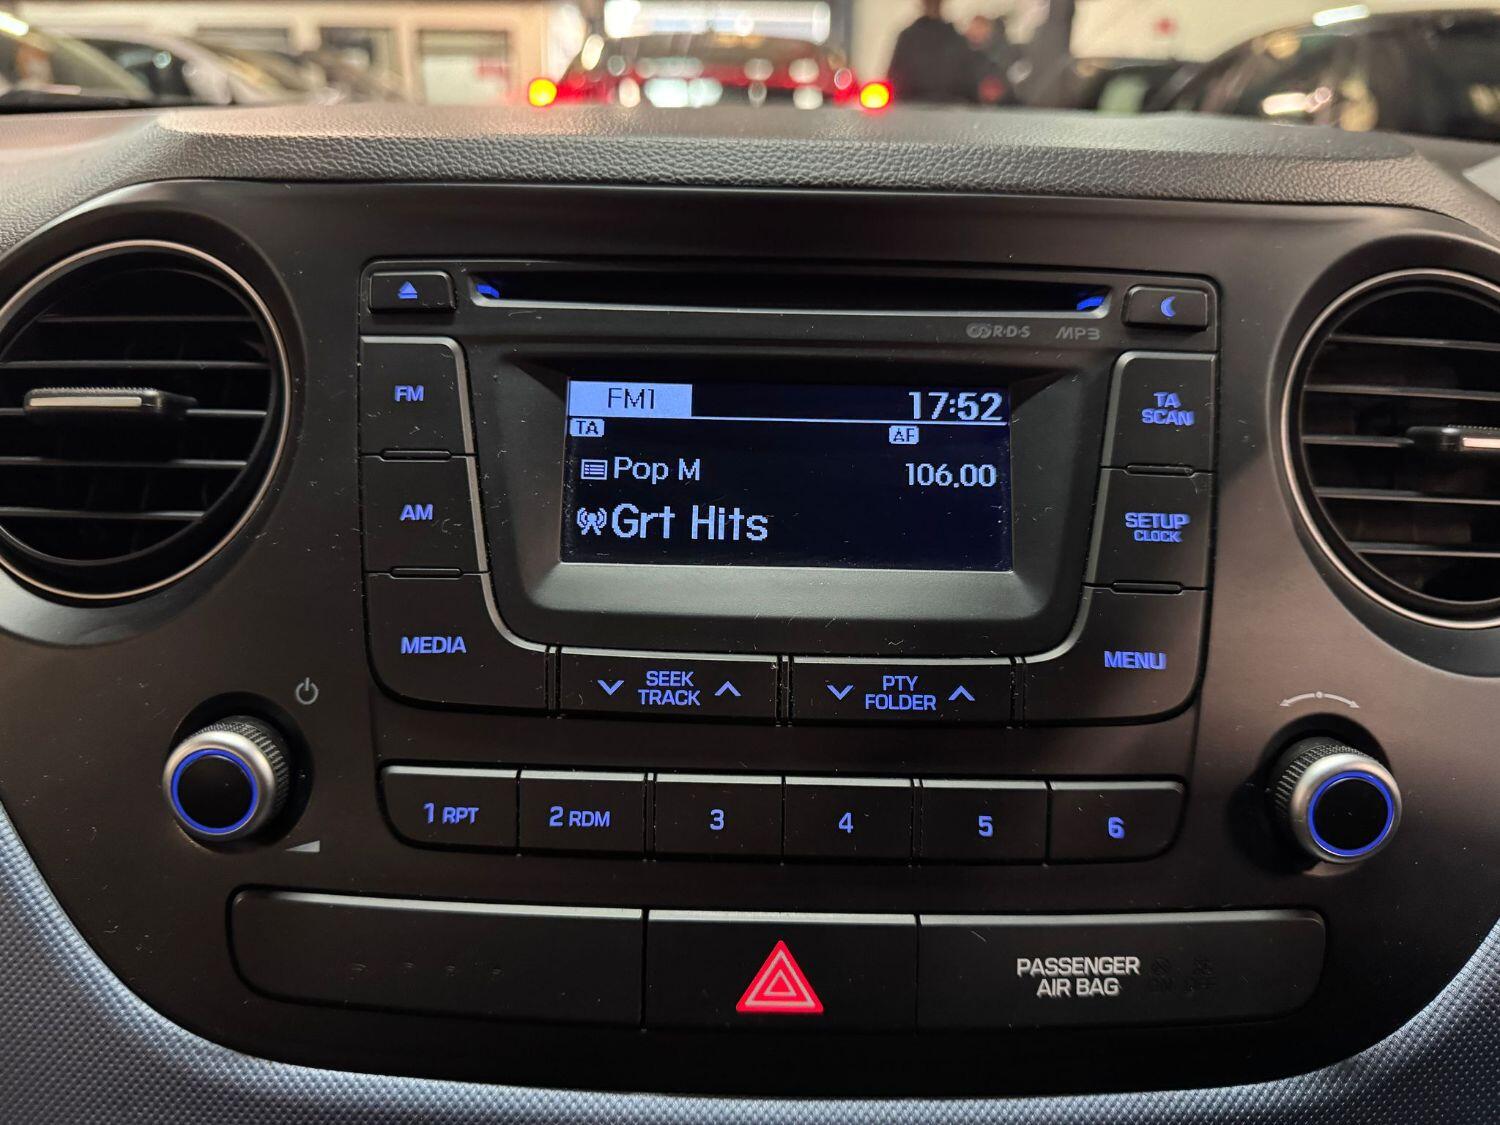 R·D·S MP3
FM
FM1 17:52
TA AF
TA
SCAN
Pop M 106.00
Grt Hits
AM
SETUP
CLOCK
MEDIA
SEEK
TRACK
PTY
FOLDER
MENU
1 RPT 2 RDM 3 4 5 6
PASSENGER
AIR BAG